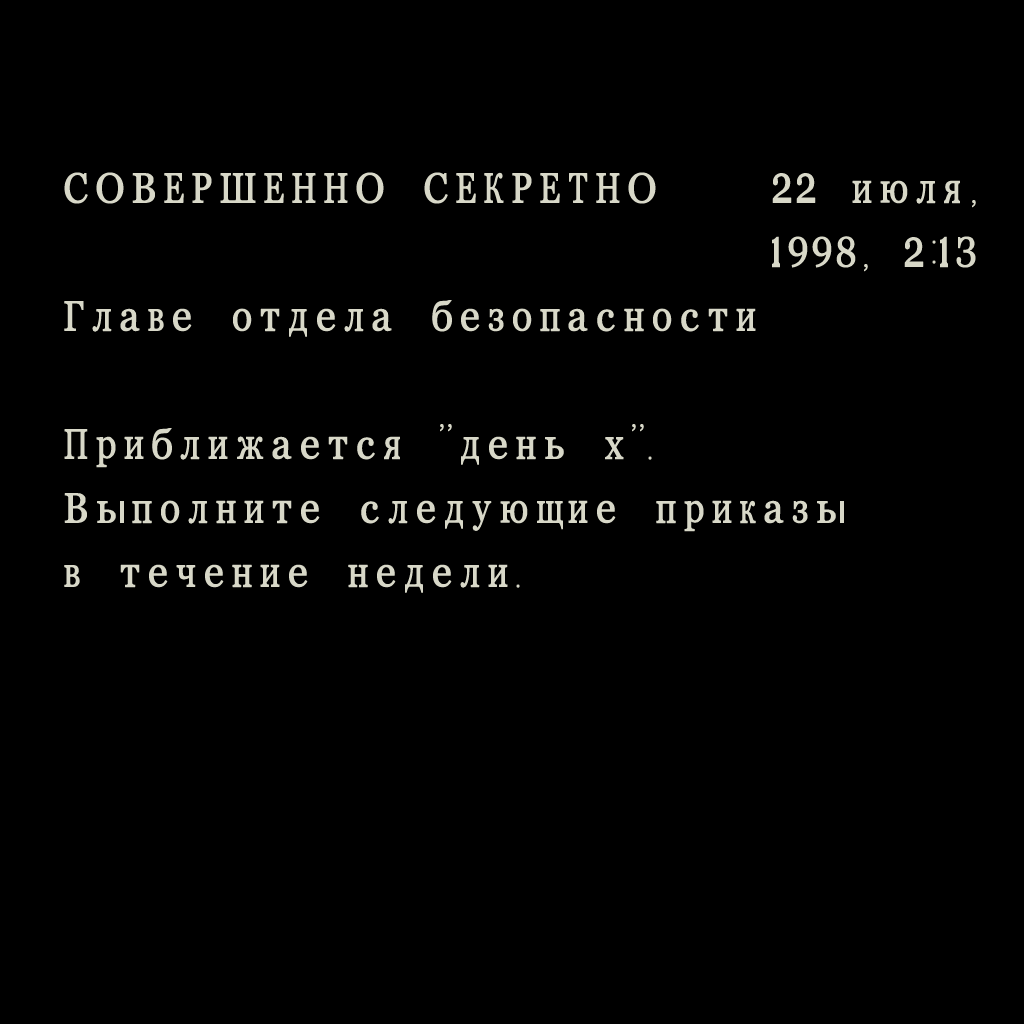 СОВЕРШЕННО СЕКРЕТНО 22 июля,
1998, 2:13
Главе отдела безопасности
Приближается ”день х”.
Выполните следующие приказы
в течение недели.